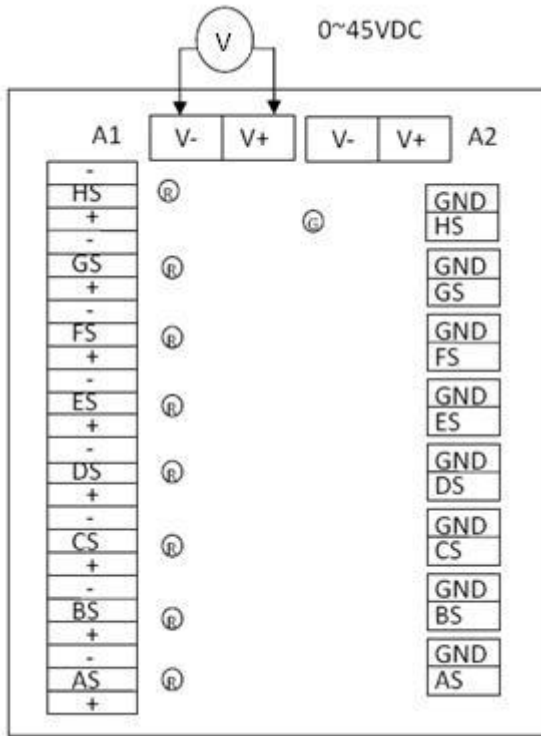 V 0~45VDC
A1 V- V+ V- V+ A2
-
HS R GND
+ G HS
-
GS R GND
+ GS
-
FS R GND
+ FS
-
ES R GND
+ ES
-
DS R GND
+ DS
-
CS R GND
+ CS
-
BS R GND
+ BS
-
AS R GND
+ AS